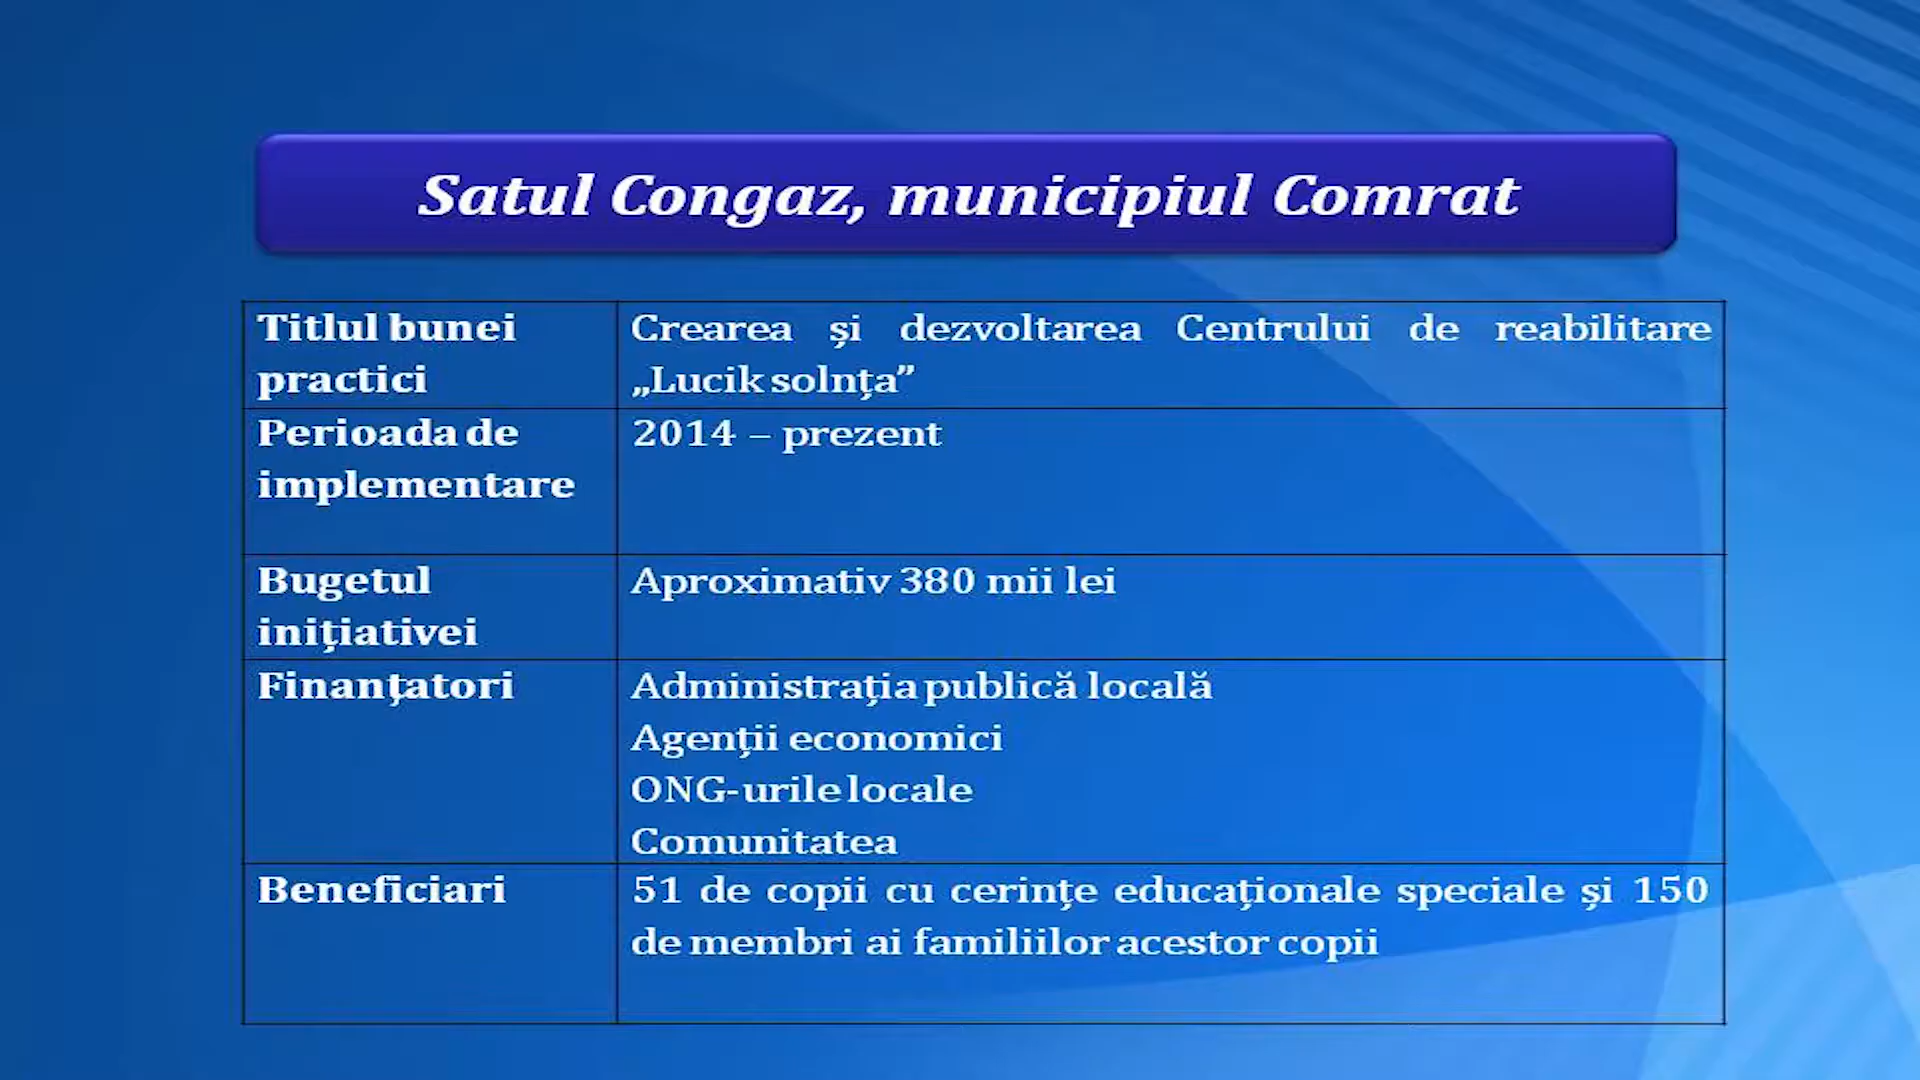 Satul Congaz, municipiul Comrat
Titlul bunei
practici
Crearea și dezvoltarea Centrului de reabilitare
„Lucik solnța”
Perioada de
implementare
2014 – prezent
Bugetul
inițiativei
Aproximativ 380 mii lei
Finanțatori
Administrația publică locală
Agenții economici
ONG-urile locale
Comunitatea
Beneficiari
51 de copii cu cerințe educaționale speciale și 150
de membri ai familiilor acestor copii